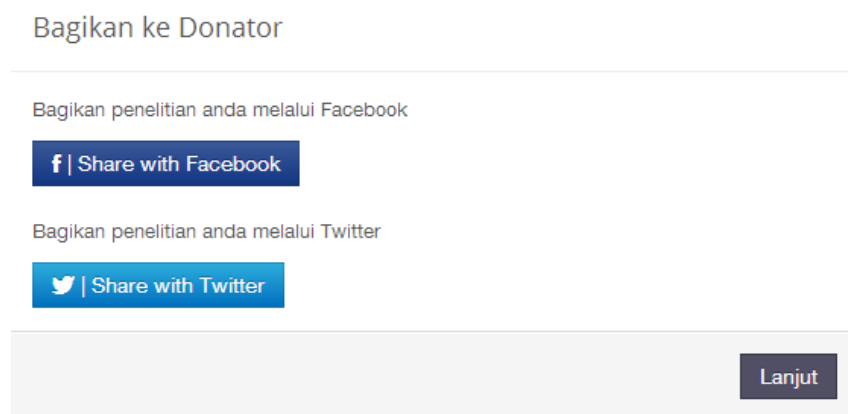 Bagikan ke Donator
Bagikan penelitian anda melalui Facebook
f | Share with Facebook
Bagikan penelitian anda melalui Twitter
| Share with Twitter
Lanjut